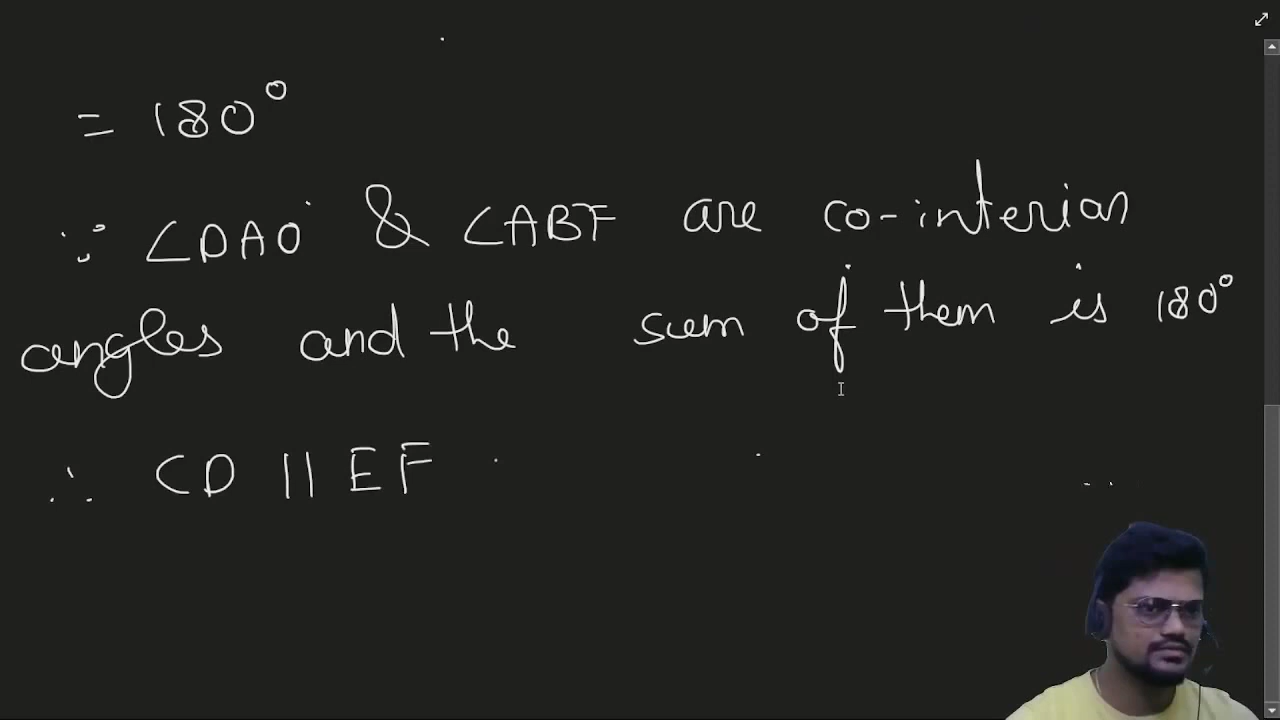 = 180°
∵ ∠DAO & ∠ABF are co-interior
angles and the sum of them is 180°
∴ CD || EF